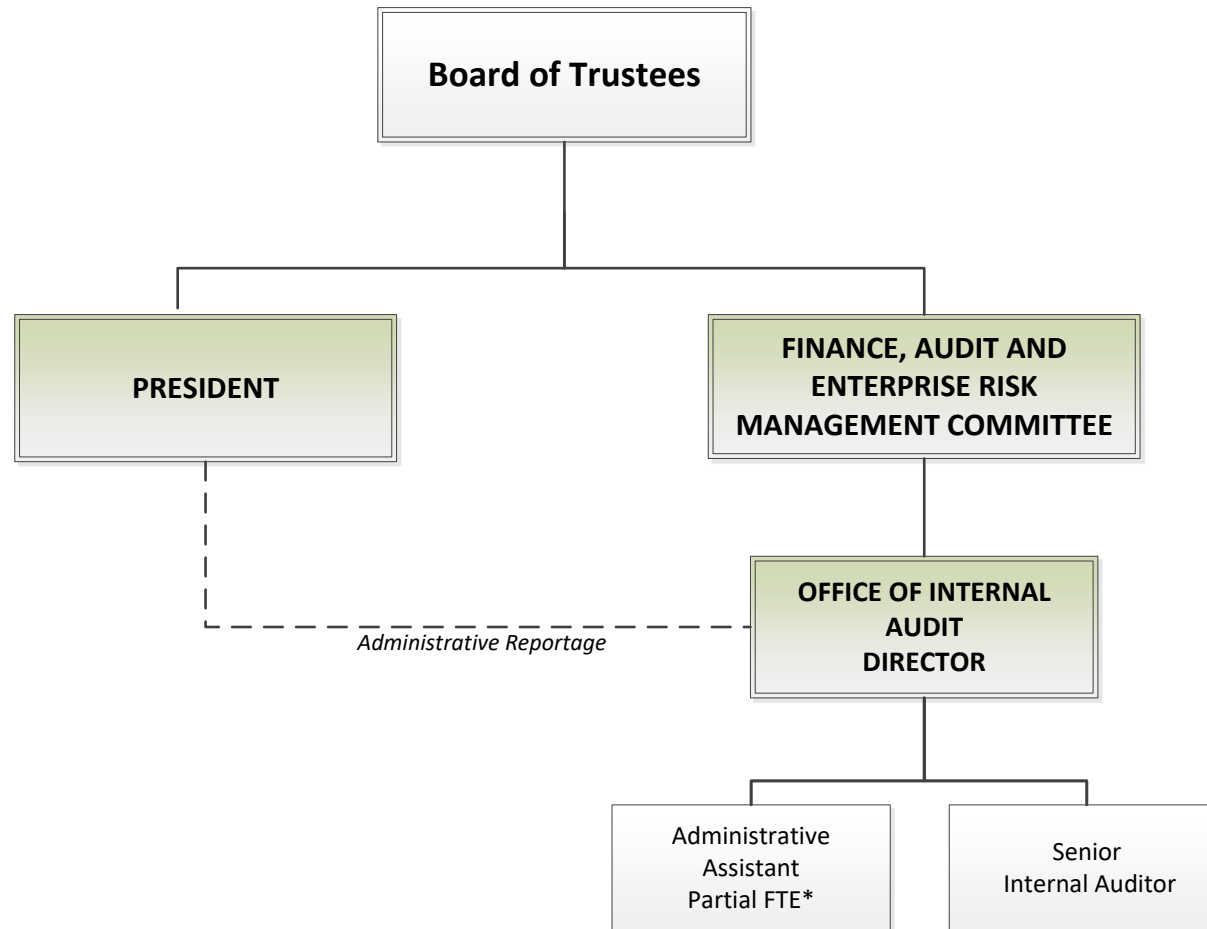 Board of Trustees
PRESIDENT
FINANCE, AUDIT AND
ENTERPRISE RISK
MANAGEMENT COMMITTEE
OFFICE OF INTERNAL
AUDIT
DIRECTOR
Administrative Reportage
Administrative
Assistant
Partial FTE*
Senior
Internal Auditor